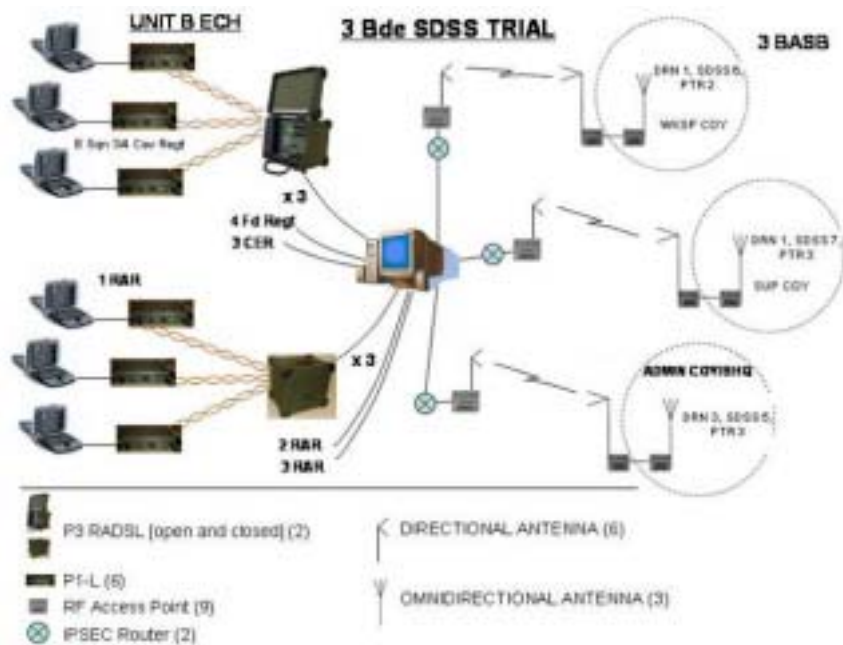 UNIT B ECH
3 Bde SDSS TRIAL
3 BASB
DRN 1, SDSS 6,
PTR 2
WKSP COY
B Sqn 3/4 Cav Regt
x 3
4 Fd Regt
3 CER
DRN 1, SDSS 7,
PTR 3
SUP COY
1 RAR
x 3
ADMIN COY/BHQ
DRN 3, SDSS 5,
PTR 3
2 RAR
3 RAR
P3 RADSL [open and closed] (2)
DIRECTIONAL ANTENNA (6)
P1-L (6)
RF Access Point (9)
OMNIDIRECTIONAL ANTENNA (3)
IPSEC Router (2)